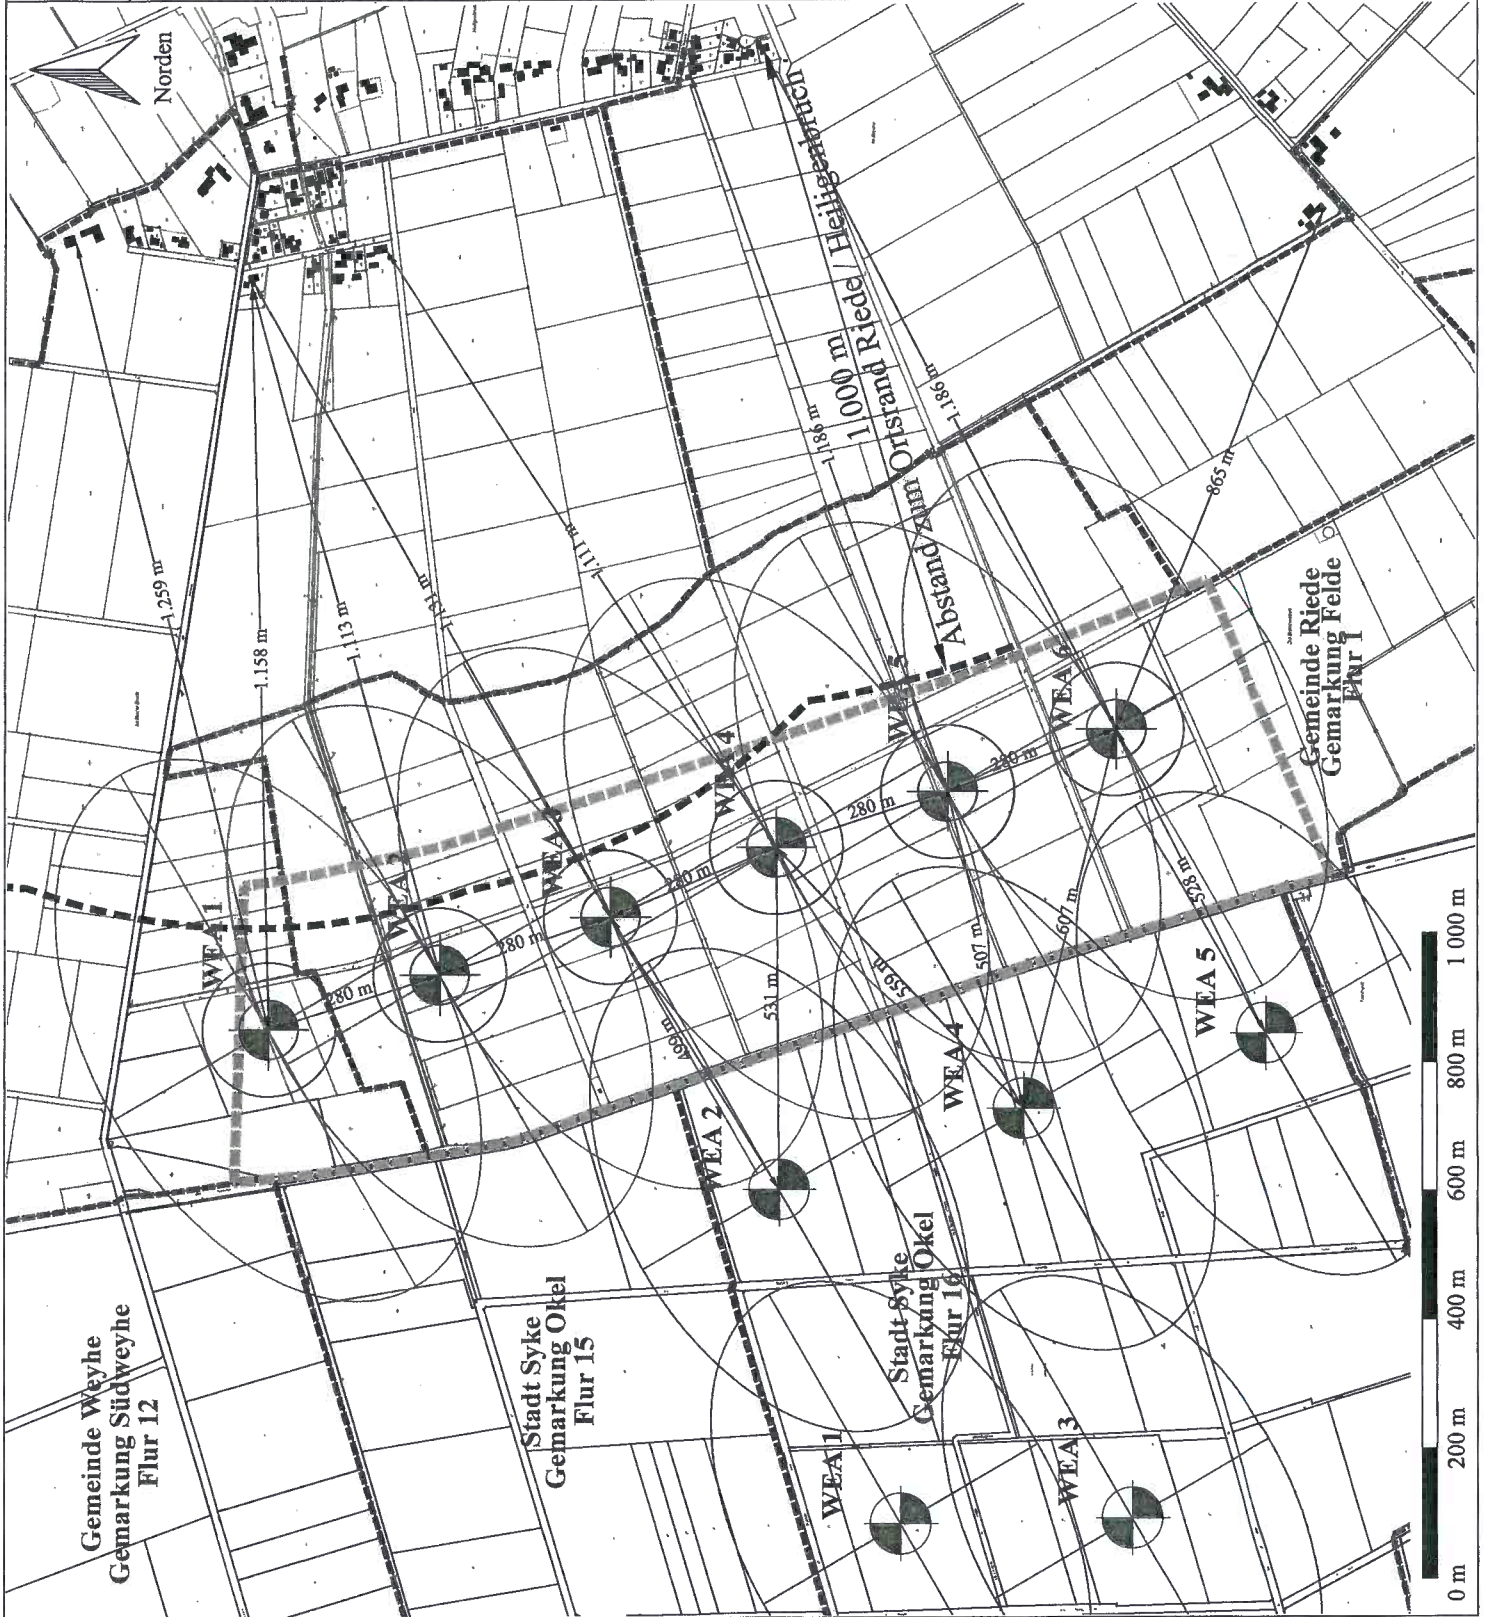 Norden
1.259 m
1.158 m
1.113 m
1.111 m
1.186 m
1.186 m
865 m
1.000 m
Abstand zum Ortsrand Riede / Heiligenbruch
WEA 1
WEA 2
WEA
4
5
WEA 6
280 m
280 m
280 m
280 m
280 m
499 m
531 m
559 m
507 m
607 m
528 m
WEA 2
WEA 4
WEA 5
WEA 1
WEA 3
Gemeinde Weyhe
Gemarkung Südweyhe
Flur 12
Stadt Syke
Gemarkung Okel
Flur 15
Stadt Syke
Gemarkung Okel
Flur 16
Gemeinde Riede
Gemarkung Felde
Flur 1
0 m
200 m
400 m
600 m
800 m
1 000 m